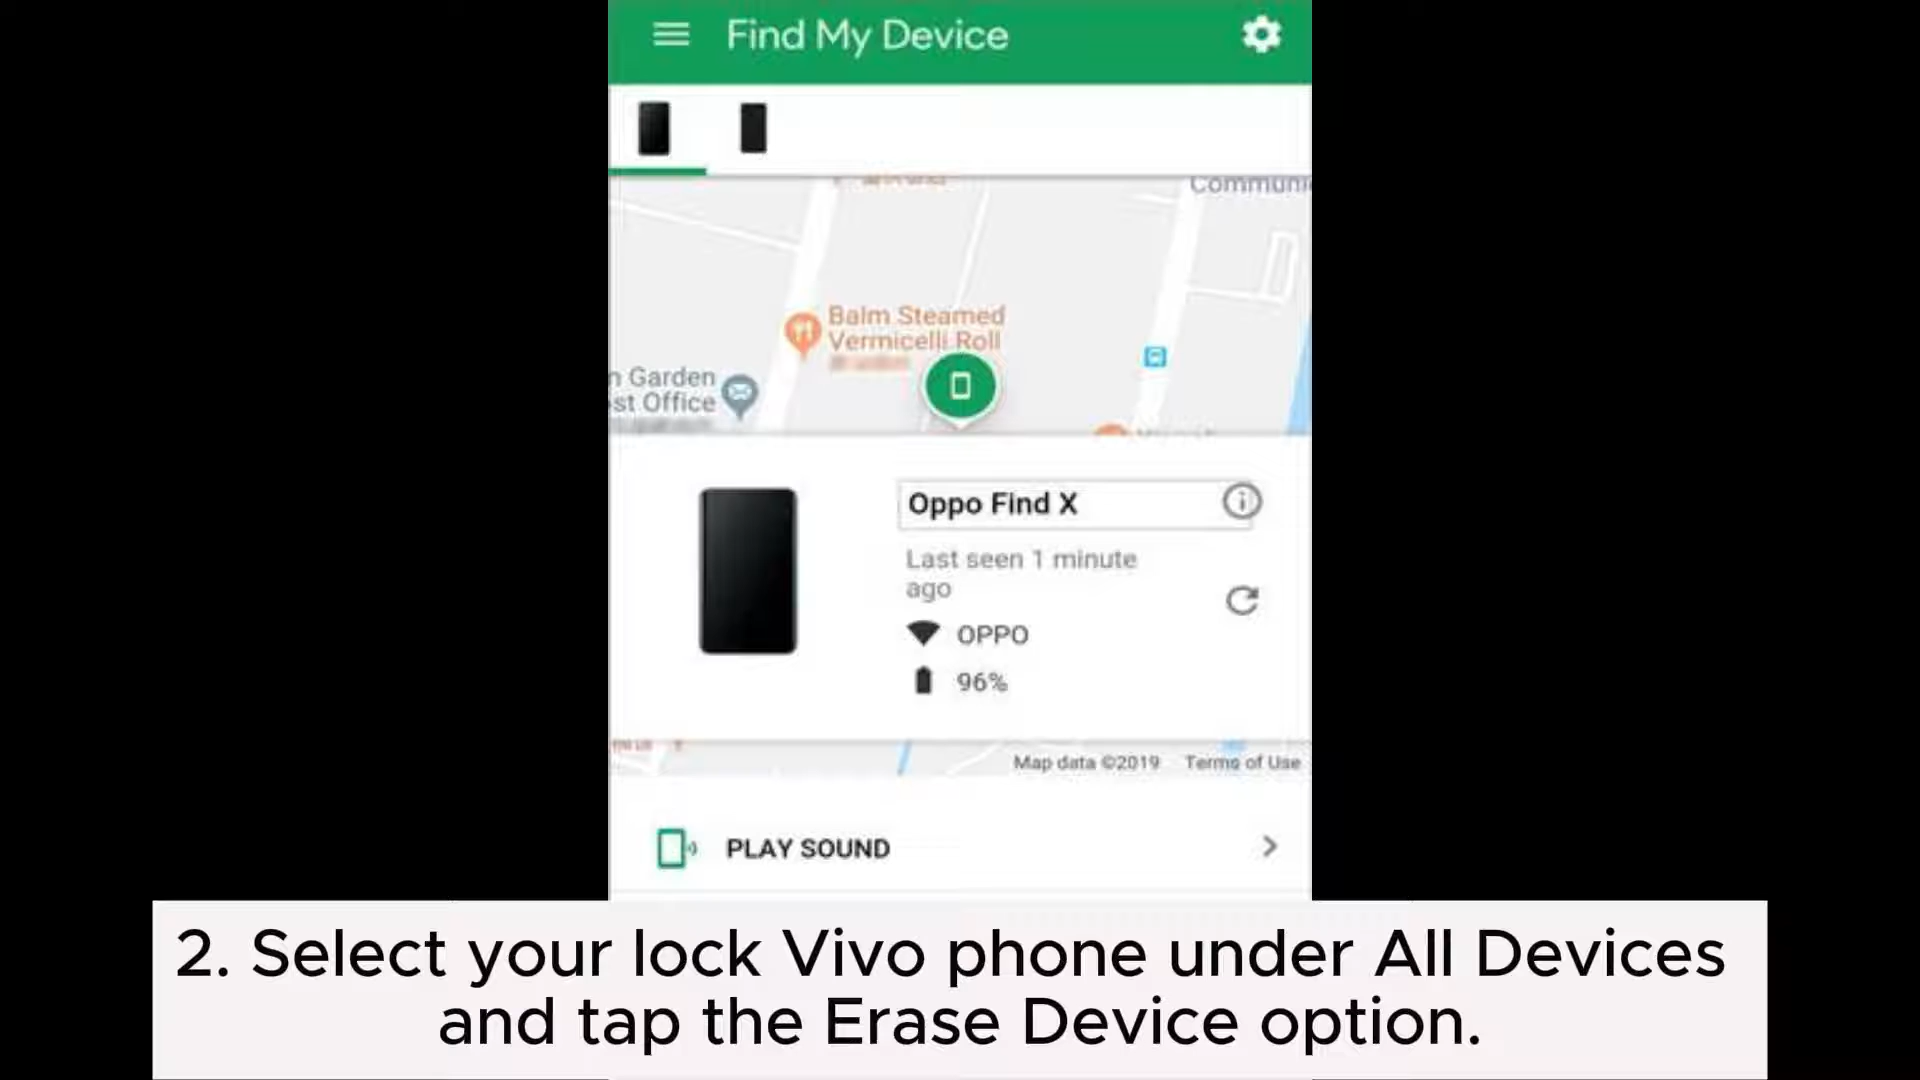 Find My Device
Communi
Balm Steamed
Vermicelli Roll
n Garden
st Office
Oppo Find X
Last seen 1 minute
ago
OPPO
96%
Map data ©2019 Terms of Use
PLAY SOUND
2. Select your lock Vivo phone under All Devices
and tap the Erase Device option.